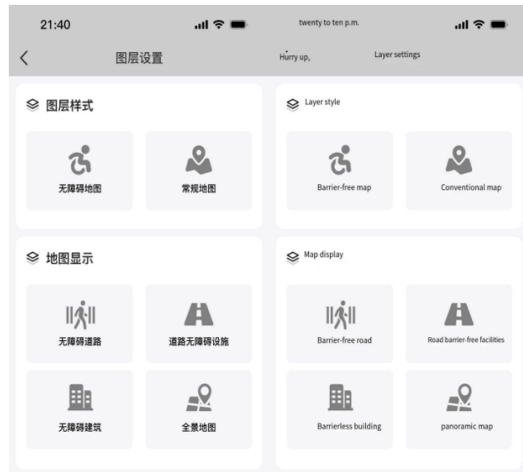 21:40
图层设置
图层样式
无障碍地图
常规地图
地图显示
无障碍道路
道路无障碍设施
无障碍建筑
全景地图
twenty to ten p.m.
Hurry up,
Layer settings
Layer style
Barrier-free map
Conventional map
Map display
Barrier-free road
Road barrier-free facilities
Barrierless building
panoramic map